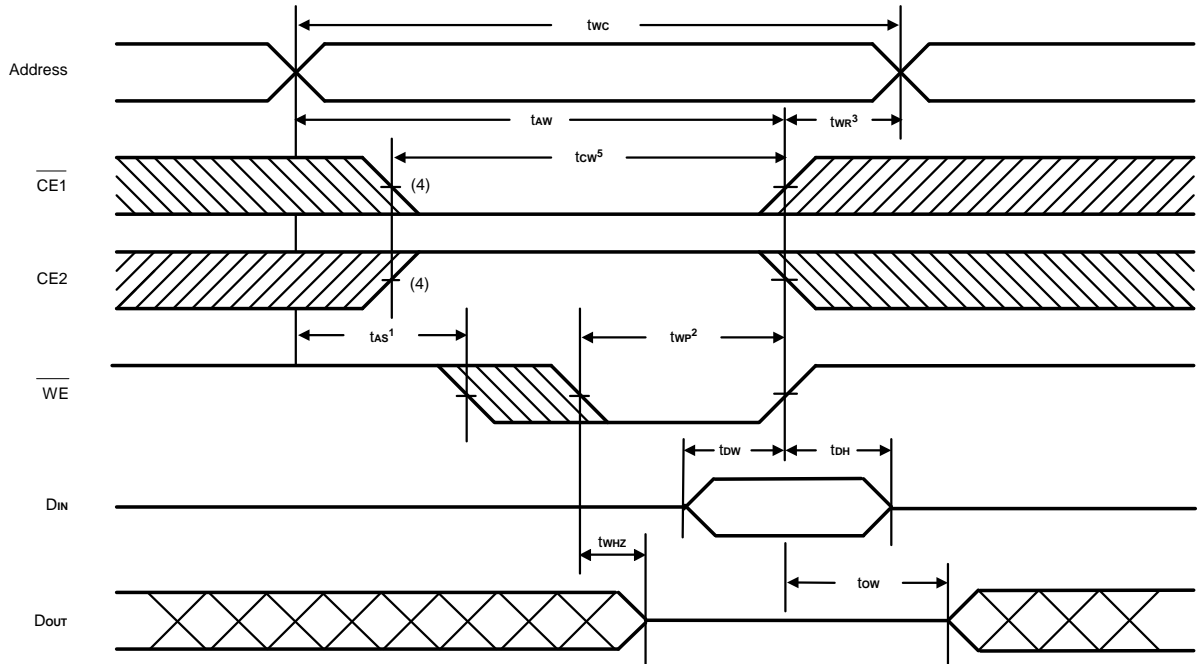 twc
Address
tAW
tWR³
tCW⁵
CE1
(4)
CE2
(4)
tAS¹
tWP²
WE
tDW
tDH
DIN
tWHZ
tOW
DOUT